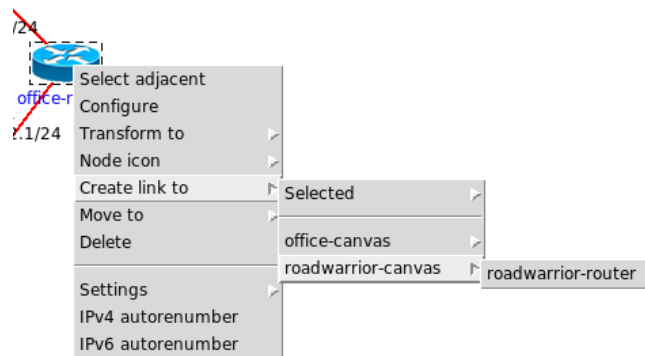 /24
office-r
2.1/24
Select adjacent
Configure
Transform to
Node icon
Create link to
Move to
Delete
Settings
IPv4 autorenumber
IPv6 autorenumber
Selected
office-canvas
roadwarrior-canvas
roadwarrior-router